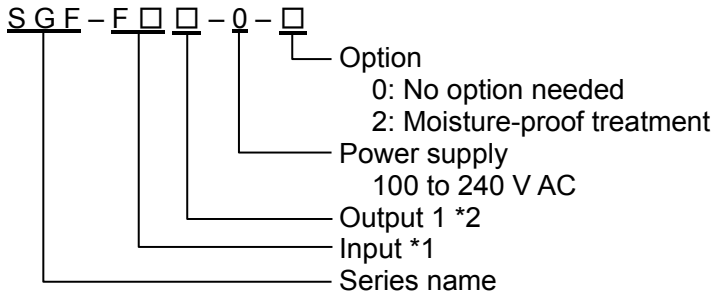 S G F – F □ □ – 0 – □
Option
0: No option needed
2: Moisture-proof treatment
Power supply
100 to 240 V AC
Output 1 *2
Input *1
Series name